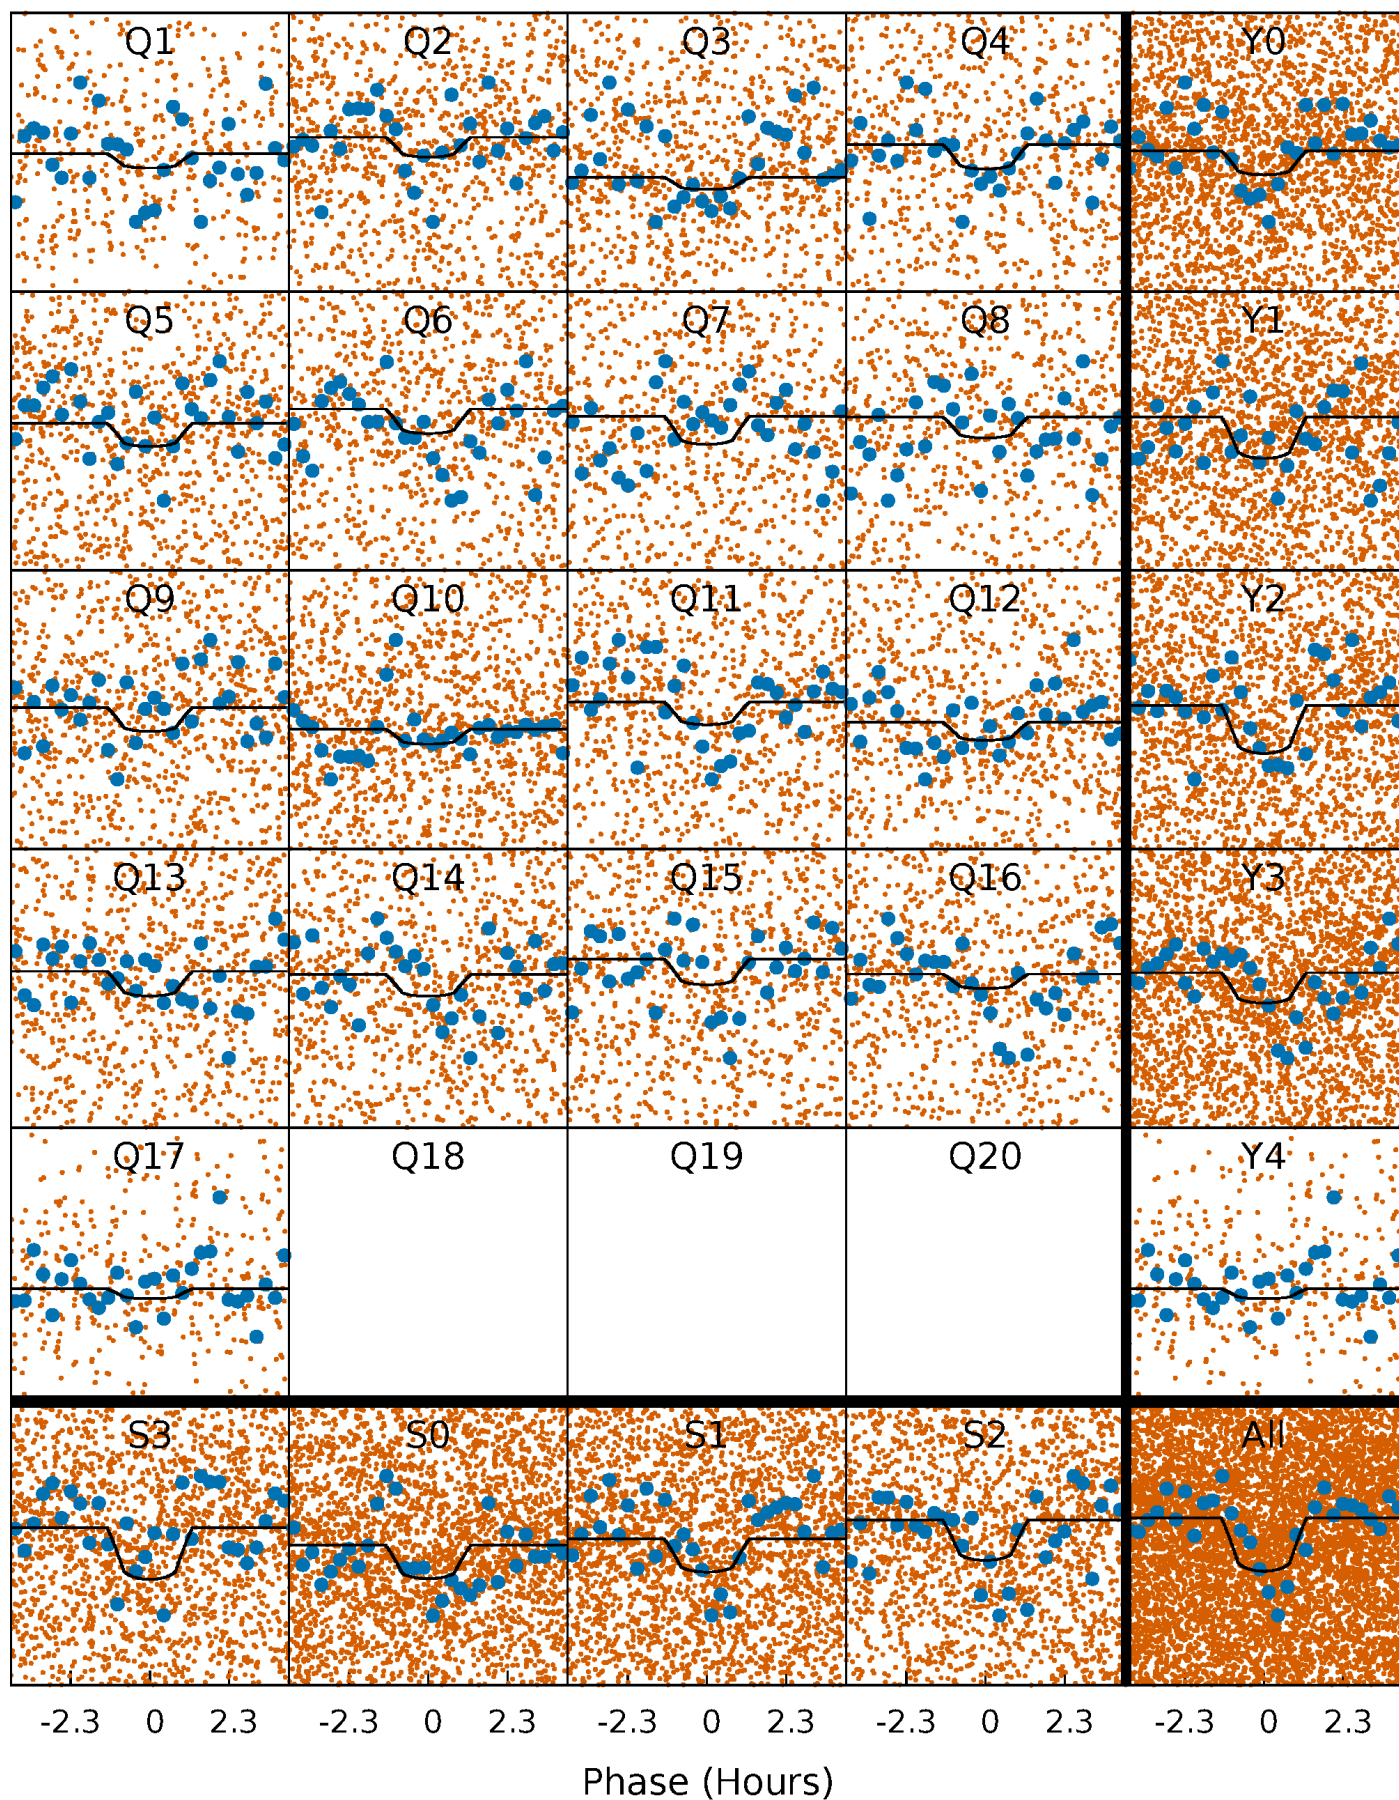 Q1 Q2 Q3 Q4 Y0
Q5 Q6 Q7 Q8 Y1
Q9 Q10 Q11 Q12 Y2
Q13 Q14 Q15 Q16 Y3
Q17 Q18 Q19 Q20 Y4
S3 S0 S1 S2 All
-2.3 0 2.3 -2.3 0 2.3 -2.3 0 2.3 -2.3 0 2.3 -2.3 0 2.3
Phase (Hours)